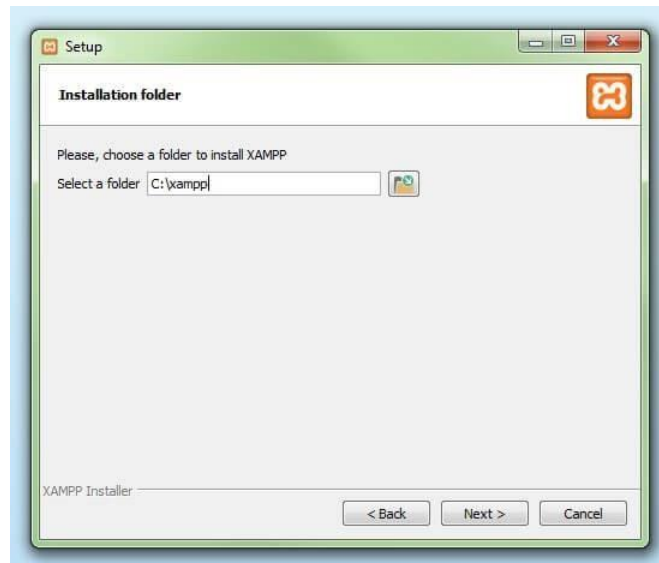 Setup
Installation folder
Please, choose a folder to install XAMPP
Select a folder C:\xampp
XAMPP Installer
< Back Next > Cancel